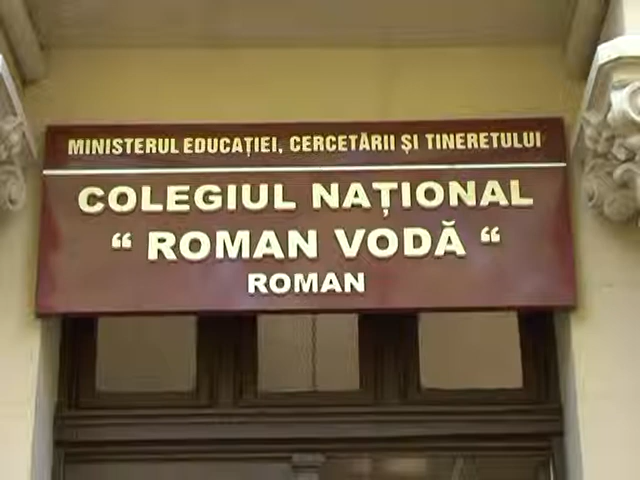 MINISTERUL EDUCAȚIEI, CERCETĂRII ȘI TINERETULUI
COLEGIUL NAȚIONAL
“ ROMAN VODĂ “
ROMAN